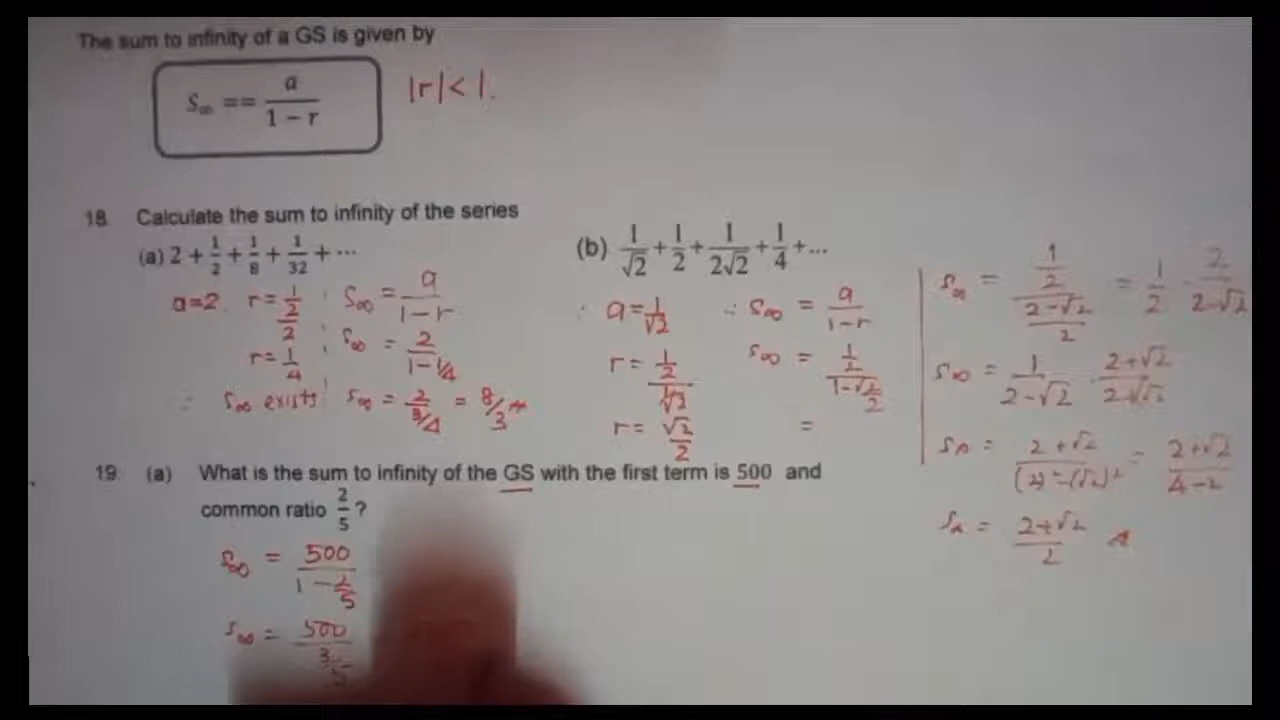 The sum to infinity of a GS is given by
S∞ == a/(1 − r) |r| < 1.
18. Calculate the sum to infinity of the series
(a) 2 + 1/2 + 1/8 + 1/32 + ...
a=2. r = (1/2)/2
r = 1/4
∵ S∞ exists
S∞ = a/(1-r)
S∞ = 2/(1-1/4)
S∞ = 2/(3/4) = 8/3
(b) 1/√2 + 1/2 + 1/(2√2) + 1/4 + ...
a = 1/√2
r = (1/2)/(1/√2)
r = √2/2
∴ S∞ = a/(1-r)
S∞ = (1/2)/(1-√2/2)
=
S∞ = (1/2)/((2-√2)/2) = 1/2 · 2/(2-√2)
S∞ = 1/(2-√2) · (2+√2)/(2+√2)
S∞ = (2+√2)/((2)²-(√2)²) = (2+√2)/(4-2)
S∞ = (2+√2)/2
19. (a) What is the sum to infinity of the GS with the first term is 500 and
common ratio 2/5 ?
S∞ = 500/(1 - 2/5)
S∞ = 500/(3/5)